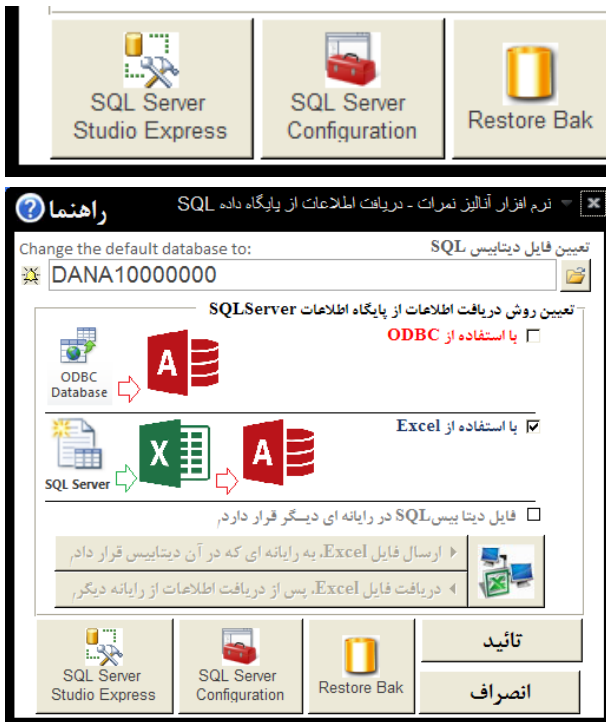 SQL Server
Studio Express
SQL Server
Configuration
Restore Bak
نرم افزار آنالیز نمرات - دریافت اطلاعات از پایگاه داده SQL
راهنما
تعیین فایل دیتابیس SQL
Change the default database to:
DANA10000000
تعیین روش دریافت اطلاعات از پایگاه اطلاعات SQLServer
با استفاده از ODBC
ODBC
Database
با استفاده از Excel
SQL Server
فایل دیتا بیسSQL در رایانه ای دیـگر قرار دارد,
ارسال فایل Excel، به رایانه ای که در آن دیتابیس قرار داد,
دریافت فایل Excel، پس از دریافت اطلاعات از رایانه دیگر,
تائید
انصراف
Restore Bak
SQL Server
Configuration
SQL Server
Studio Express